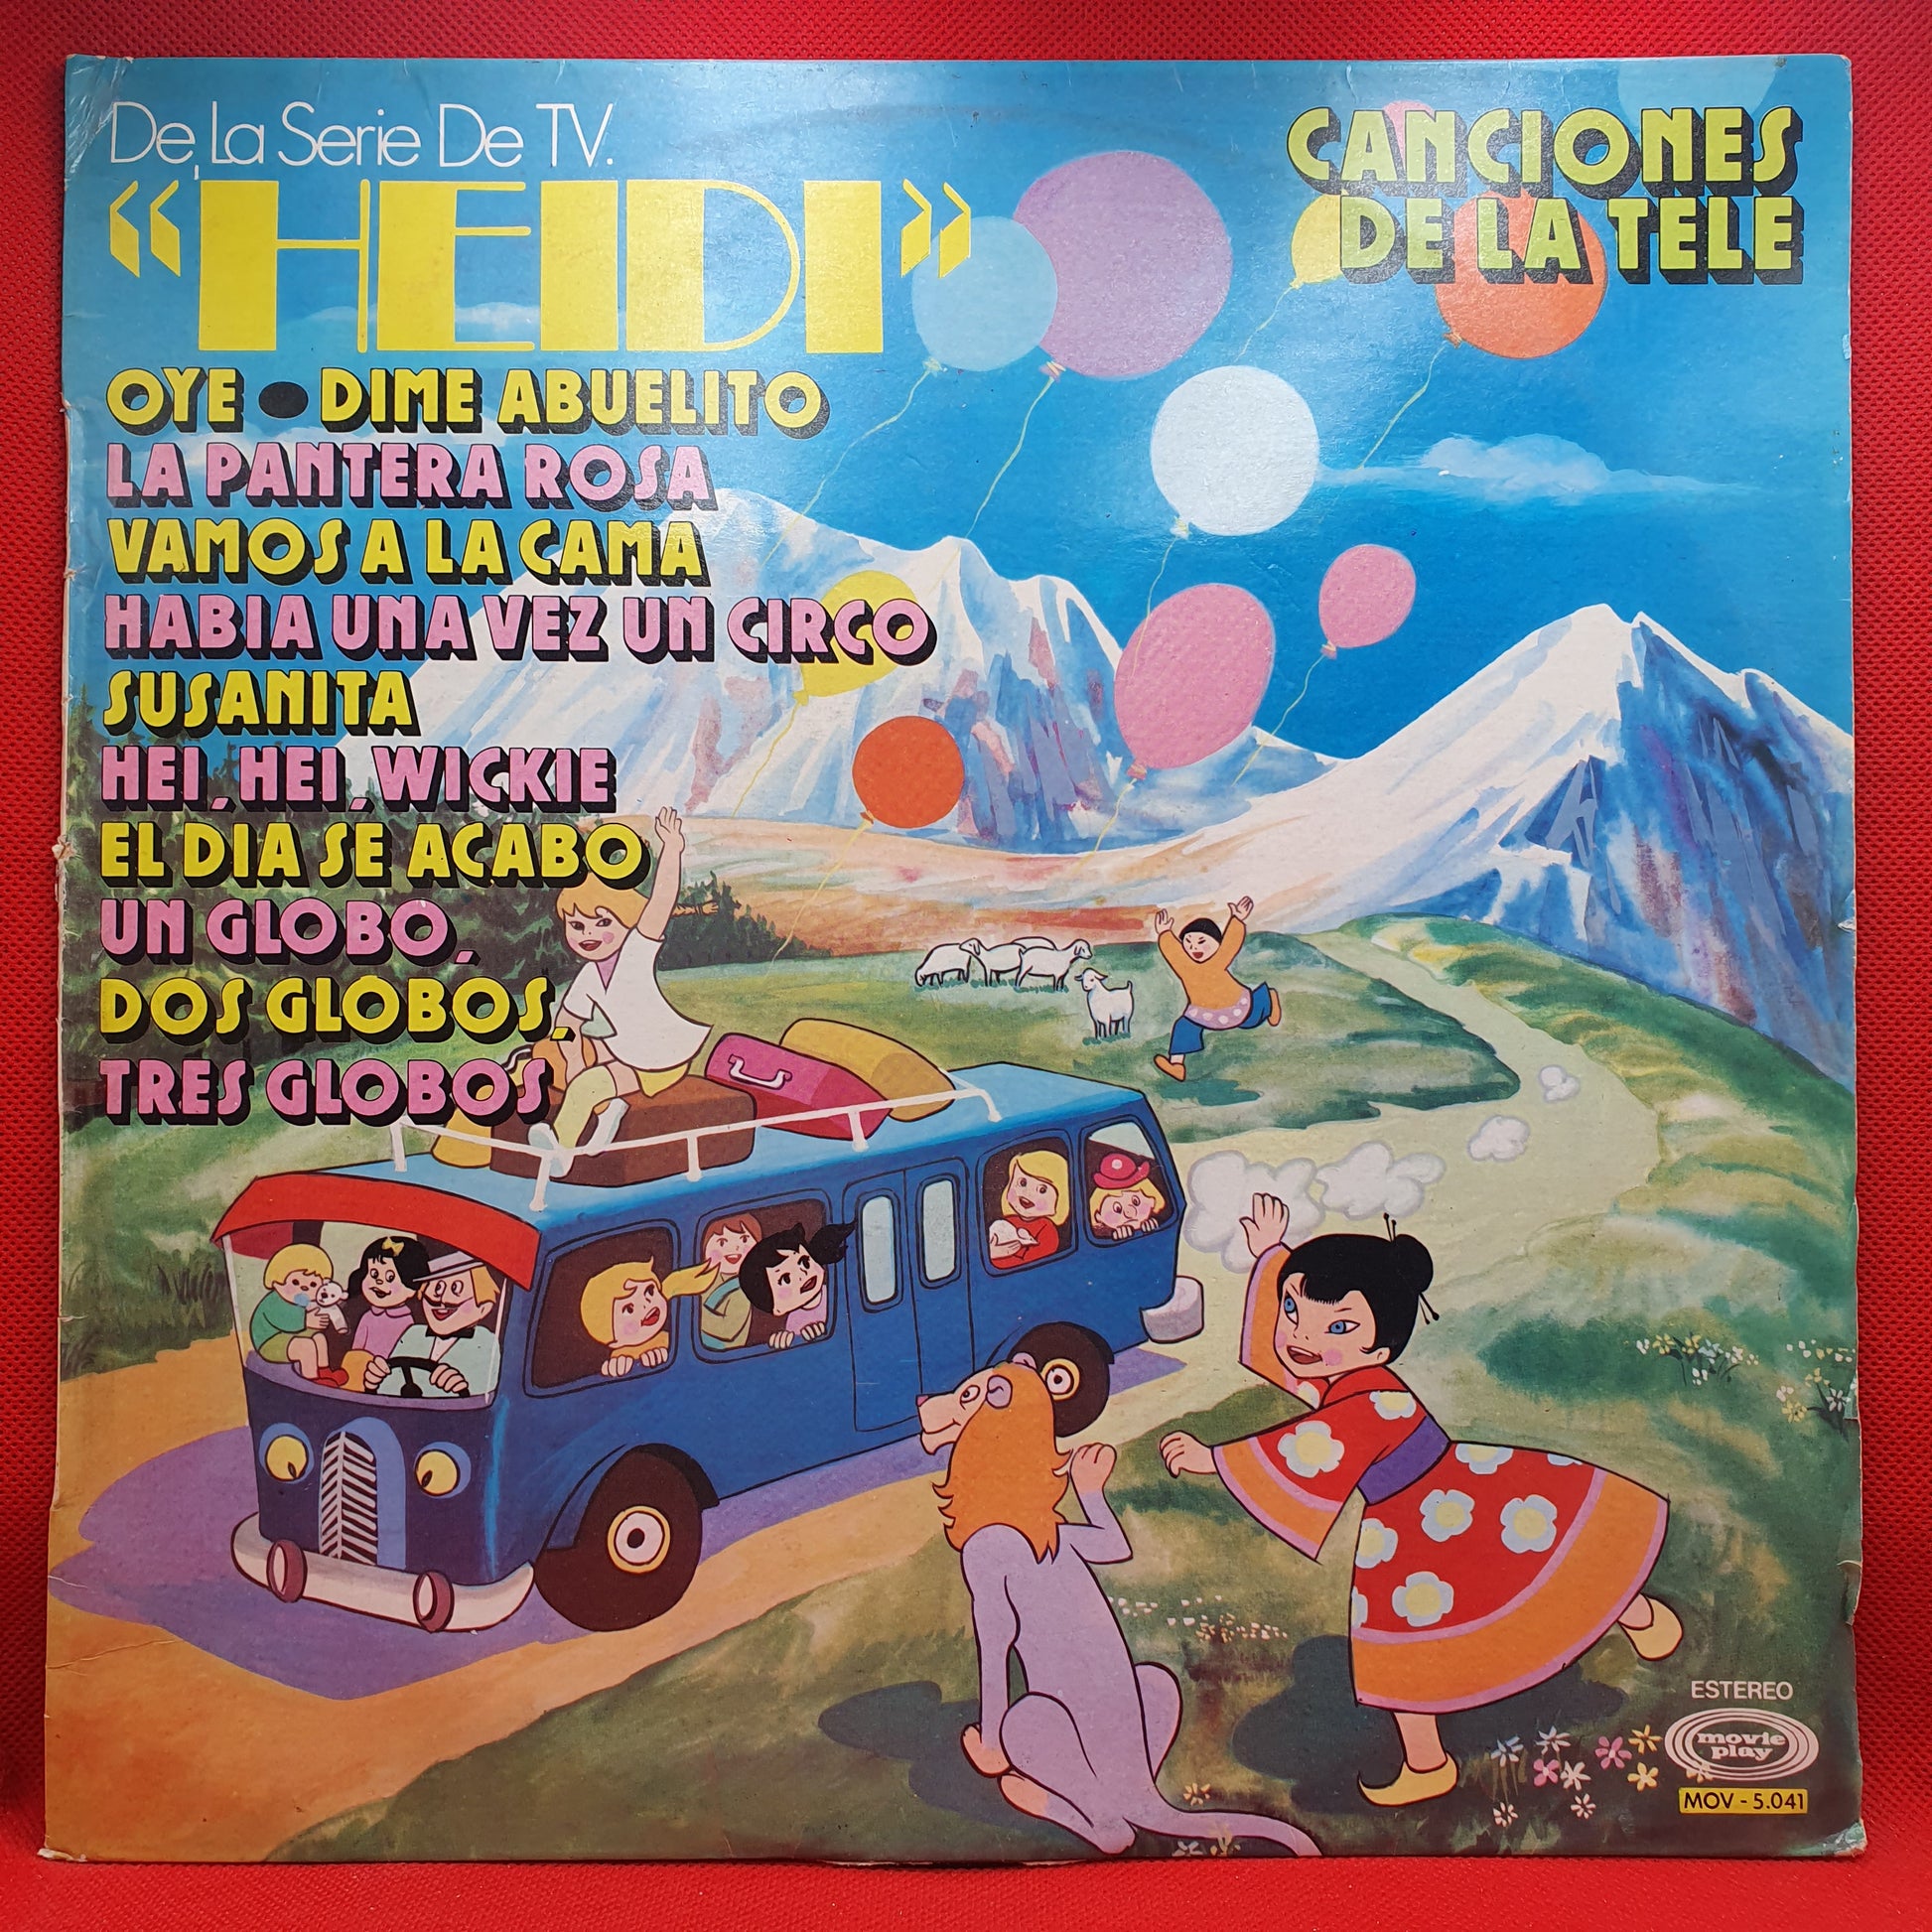 De La Serie De TV.
"HEIDI"
CANCIONES
DE LA TELE
OYE • DIME ABUELITO
LA PANTERA ROSA
VAMOS A LA CAMA
HABIA UNA VEZ UN CIRCO
SUSANITA
HEI, HEI, WICKIE
EL DIA SE ACABO
UN GLOBO,
DOS GLOBOS,
TRES GLOBOS
ESTEREO
movie
play
MOV - 5.041